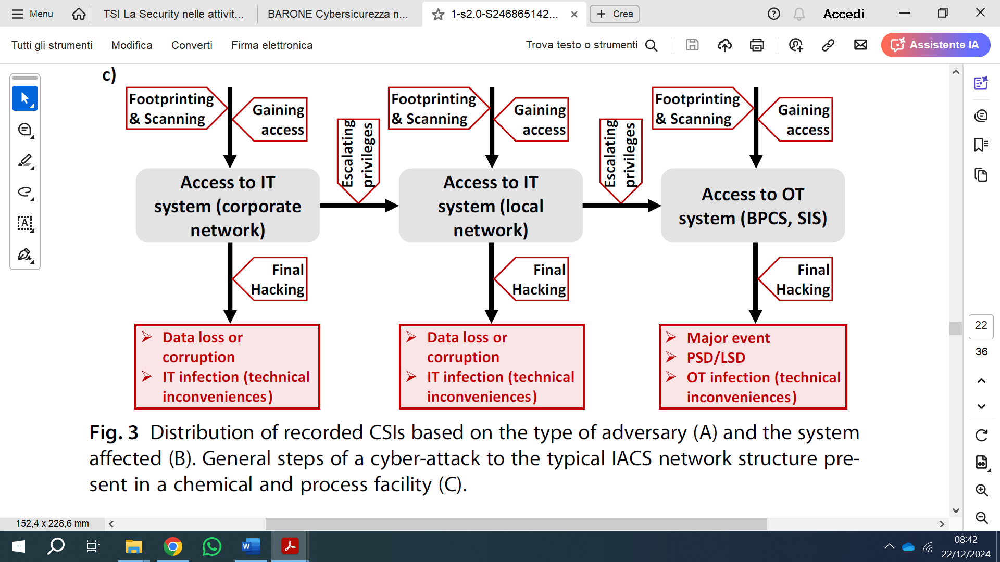 Menu
TSI La Security nelle attivit...
BARONE Cybersicurezza n...
1-s2.0-S246865142...
Crea
Accedi
Tutti gli strumenti
Modifica
Converti
Firma elettronica
Trova testo o strumenti
Assistente IA
c)
Footprinting
& Scanning
Gaining
access
Escalating
privileges
Footprinting
& Scanning
Gaining
access
Escalating
privileges
Footprinting
& Scanning
Gaining
access
Access to IT
system (corporate
network)
Access to IT
system (local
network)
Access to OT
system (BPCS, SIS)
Final
Hacking
Final
Hacking
Final
Hacking
➢ Data loss or
corruption
➢ IT infection (technical
inconveniences)
➢ Data loss or
corruption
➢ IT infection (technical
inconveniences)
➢ Major event
➢ PSD/LSD
➢ OT infection (technical
inconveniences)
Fig. 3 Distribution of recorded CSIs based on the type of adversary (A) and the system
affected (B). General steps of a cyber-attack to the typical IACS network structure pre-
sent in a chemical and process facility (C).
22
36
152,4 x 228,6 mm
08:42
22/12/2024